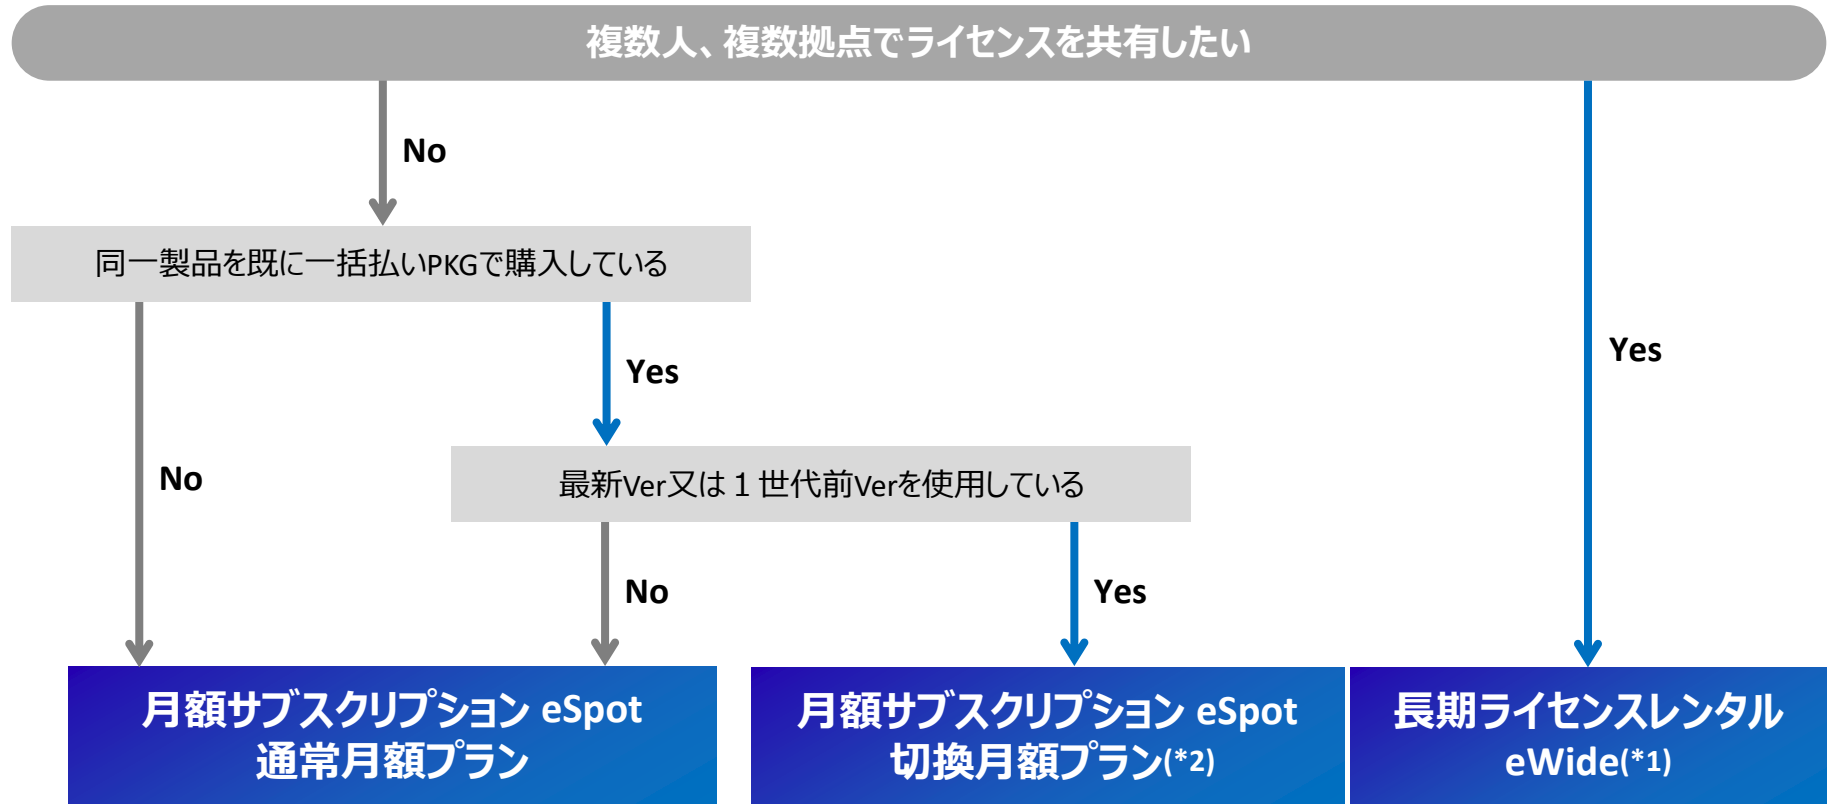 複数人、複数拠点でライセンスを共有したい
No
同一製品を既に一括払いPKGで購入している
Yes
Yes
No
最新Ver又は１世代前Verを使用している
No
Yes
月額サブスクリプション eSpot
通常月額プラン
月額サブスクリプション eSpot
切換月額プラン(*2)
長期ライセンスレンタル
eWide(*1)